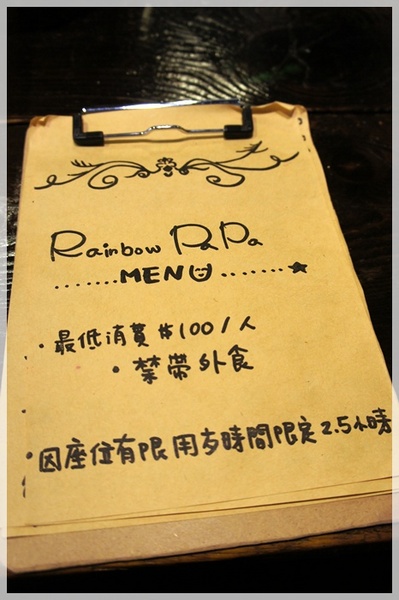 Rainbow PaPa
.......MENU.......★
·最低消費 $100/人
·禁帶外食
·因座位有限用歺時間限定2.5小時